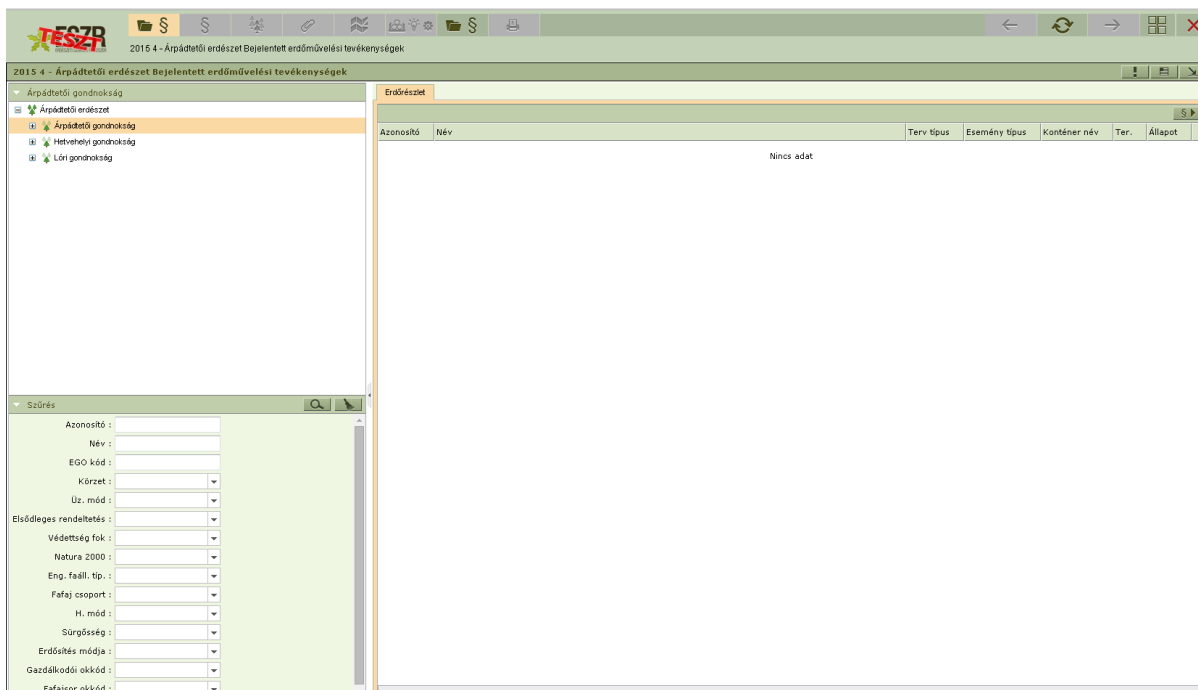 ESZR
TESZT
§ § §
2015 4 - Árpádtetői erdészet Bejelentett erdőművelési tevékenységek
2015 4 - Árpádtetői erdészet Bejelentett erdőművelési tevékenységek
Árpádtetői gondnokság
Árpádtetői erdészet
Árpádtetői gondnokság
Hetvehelyi gondnokság
Lóri gondnokság
Erdőrészlet
§
Azonosító Név Terv típus Esemény típus Konténer név Ter. Állapot
Nincs adat
Szűrés
Azonosító :
Név :
EGO kód :
Körzet :
Üz. mód :
Elsődleges rendeltetés :
Védettség fok :
Natura 2000 :
Eng. faáll. típ. :
Fafaj csoport :
H. mód :
Sürgősség :
Erdősítés módja :
Gazdálkodói okkód :
Fafajsor okkód :